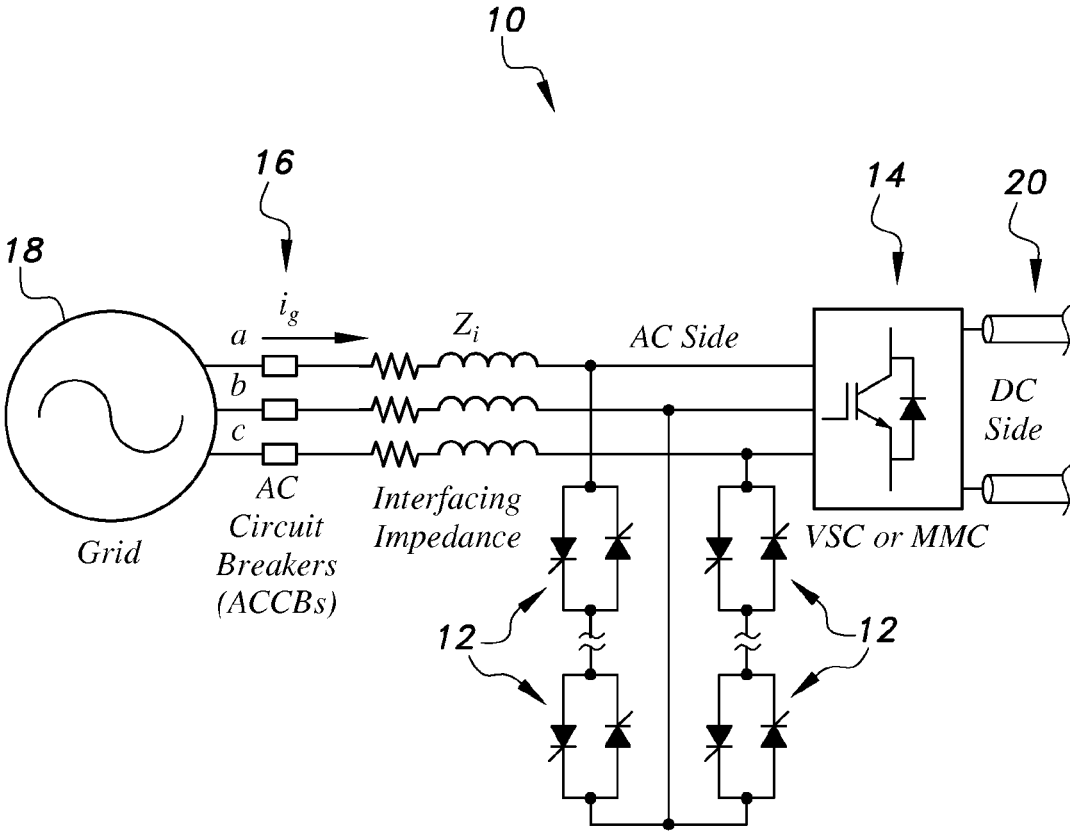 10
16
14
20
18
i_g
a
Z_i
AC Side
b
c
DC
Side
AC
Circuit
Breakers
(ACCBs)
Interfacing
Impedance
VSC or MMC
Grid
12
12